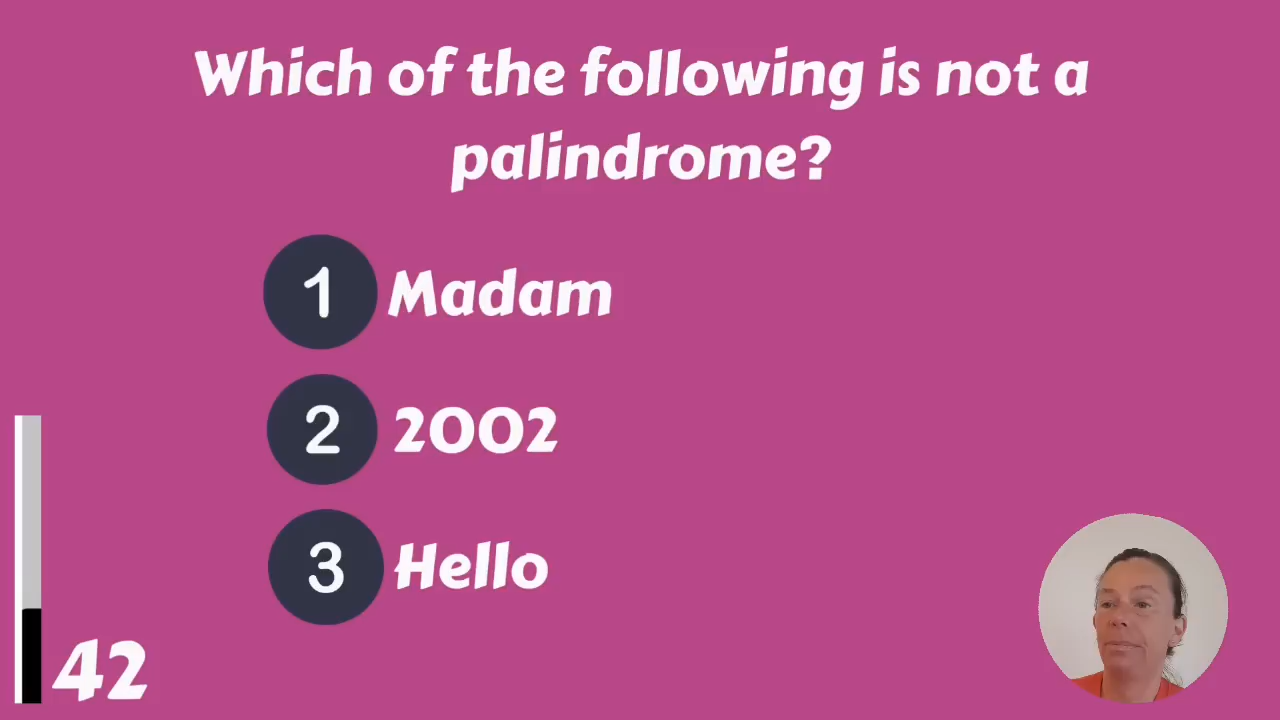 Which of the following is not a
palindrome?
1 Madam
2 2002
3 Hello
42